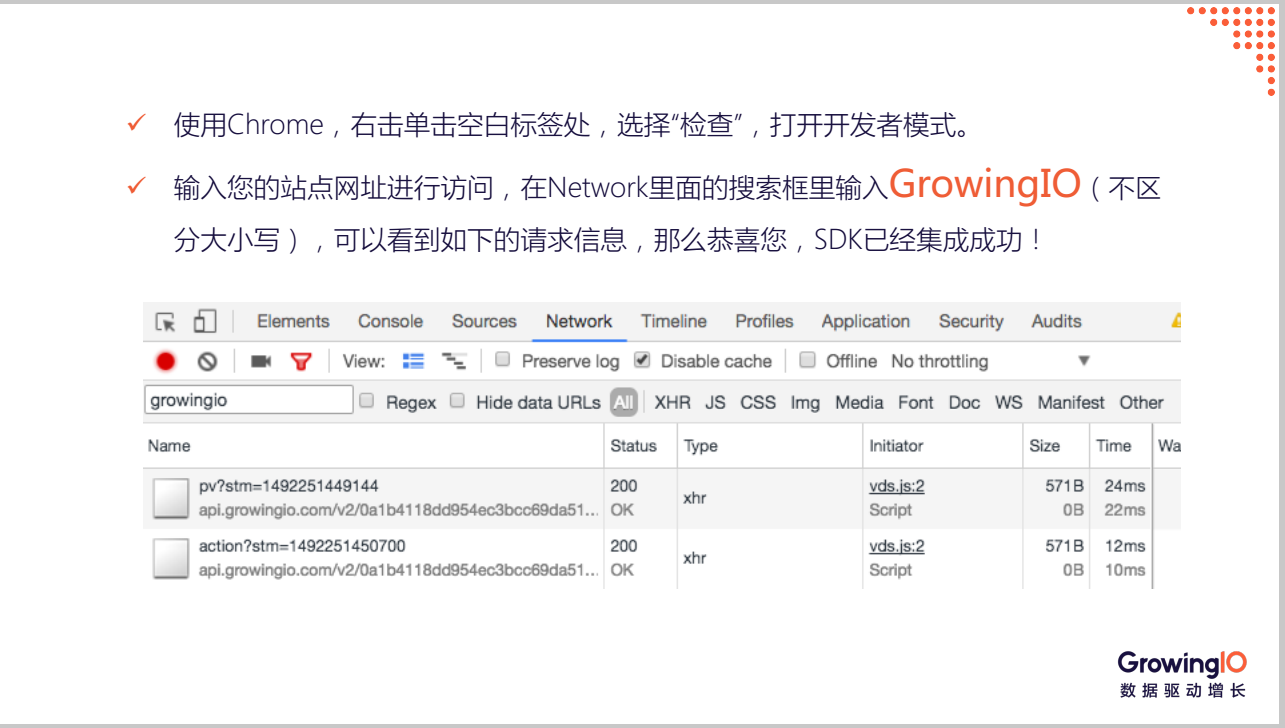 使用Chrome，右击单击空白标签处，选择“检查”，打开开发者模式。
输入您的站点网址进行访问，在Network里面的搜索框里输入GrowingIO（不区
分大小写），可以看到如下的请求信息，那么恭喜您，SDK已经集成成功！
Elements Console Sources Network Timeline Profiles Application Security Audits
View: Preserve log Disable cache Offline No throttling
growingio Regex Hide data URLs All XHR JS CSS Img Media Font Doc WS Manifest Other
Name Status Type Initiator Size Time Wa
pv?stm=1492251449144 200 xhr vds.js:2 571B 24ms
api.growingio.com/v2/0a1b4118dd954ec3bcc69da51... OK Script 0B 22ms
action?stm=1492251450700 200 xhr vds.js:2 571B 12ms
api.growingio.com/v2/0a1b4118dd954ec3bcc69da51... OK Script 0B 10ms
GrowingIO
数据驱动增长